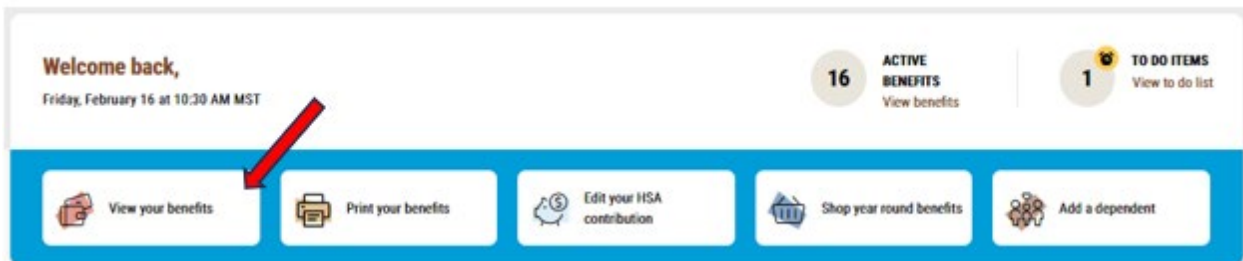 Welcome back,
Friday, February 16 at 10:30 AM MST
16
ACTIVE
BENEFITS
View benefits
1
TO DO ITEMS
View to do list
View your benefits
Print your benefits
Edit your HSA
contribution
Shop year round benefits
Add a dependent